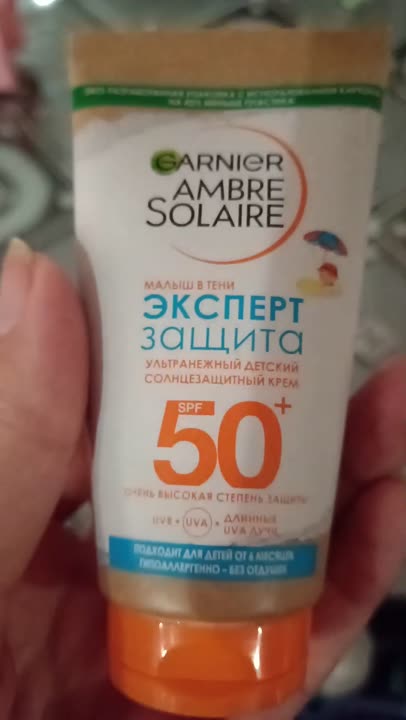 GARNIER
AMBRE
SOLAIRE
МАЛЫШ В ТЕНИ
ЭКСПЕРТ
защита
УЛЬТРАНЕЖНЫЙ ДЕТСКИЙ
СОЛНЦЕЗАЩИТНЫЙ КРЕМ
SPF
50+
ОЧЕНЬ ВЫСОКАЯ СТЕПЕНЬ ЗАЩИТЫ
UVB + UVA + ДЛИННЫЕ
UVA ЛУЧИ
ПОДХОДИТ ДЛЯ ДЕТЕЙ ОТ 6 МЕСЯЦЕВ
ГИПОАЛЛЕРГЕННО – БЕЗ ОТДУШЕК